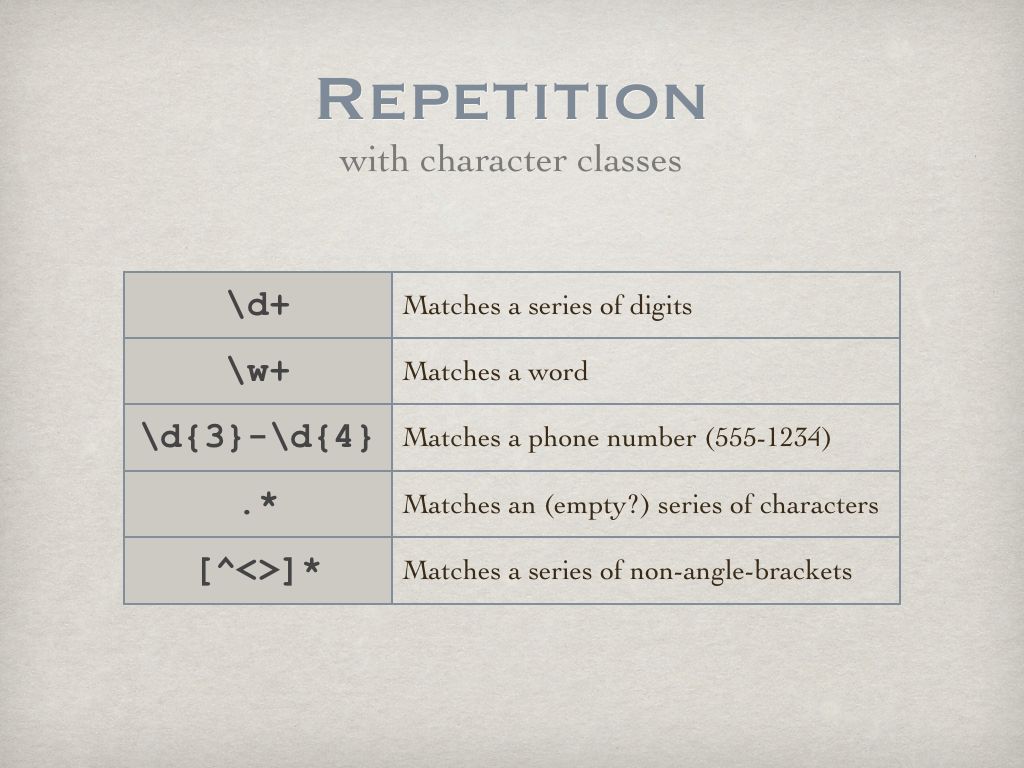 Repetition
with character classes
\d+ Matches a series of digits
\w+ Matches a word
\d{3}-\d{4} Matches a phone number (555-1234)
.* Matches an (empty?) series of characters
[^<>]* Matches a series of non-angle-brackets